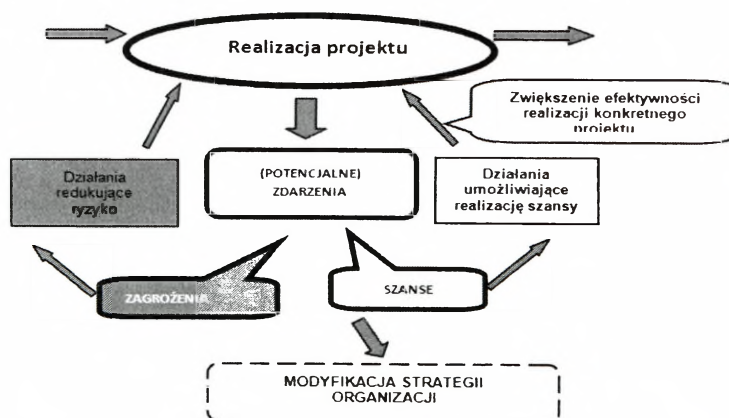 Realizacja projektu
Zwiększenie efektywności
realizacji konkretnego
projektu
Działania
redukujące
ryzyko
(POTENCJALNE)
ZDARZENIA
Działania
umożliwiające
realizację szansy
ZAGROŻENIA
SZANSE
MODYFIKACJA STRATEGII
ORGANIZACJI